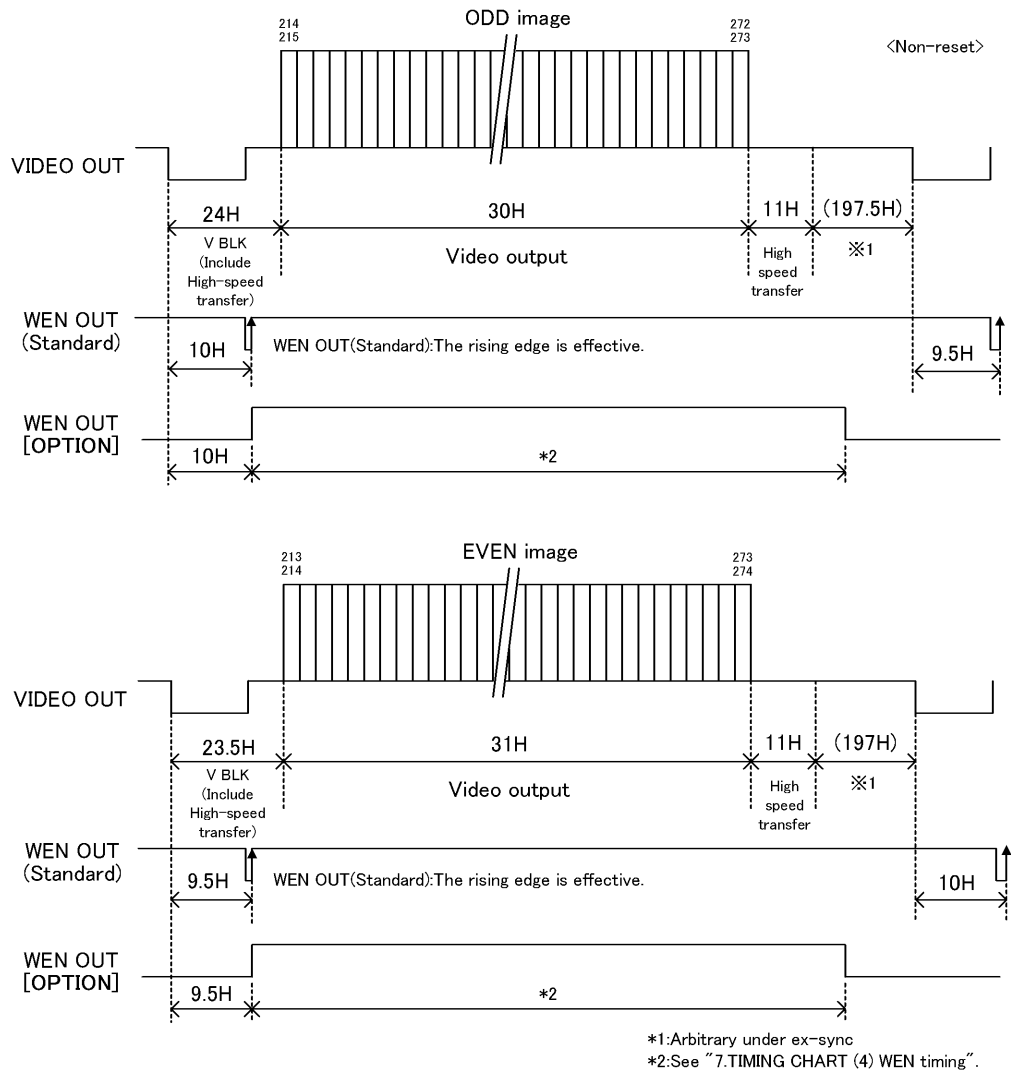 ODD image
214
215
272
273
<Non-reset>
VIDEO OUT
24H
30H
11H
(197.5H)
V BLK
(Include
High-speed
transfer)
Video output
High
speed
transfer
※1
WEN OUT
(Standard)
10H
WEN OUT(Standard):The rising edge is effective.
9.5H
WEN OUT
[OPTION]
10H
*2
EVEN image
213
214
273
274
VIDEO OUT
23.5H
31H
11H
(197H)
V BLK
(Include
High-speed
transfer)
Video output
High
speed
transfer
※1
WEN OUT
(Standard)
9.5H
WEN OUT(Standard):The rising edge is effective.
10H
WEN OUT
[OPTION]
9.5H
*2
*1:Arbitrary under ex-sync
*2:See "7.TIMING CHART (4) WEN timing".